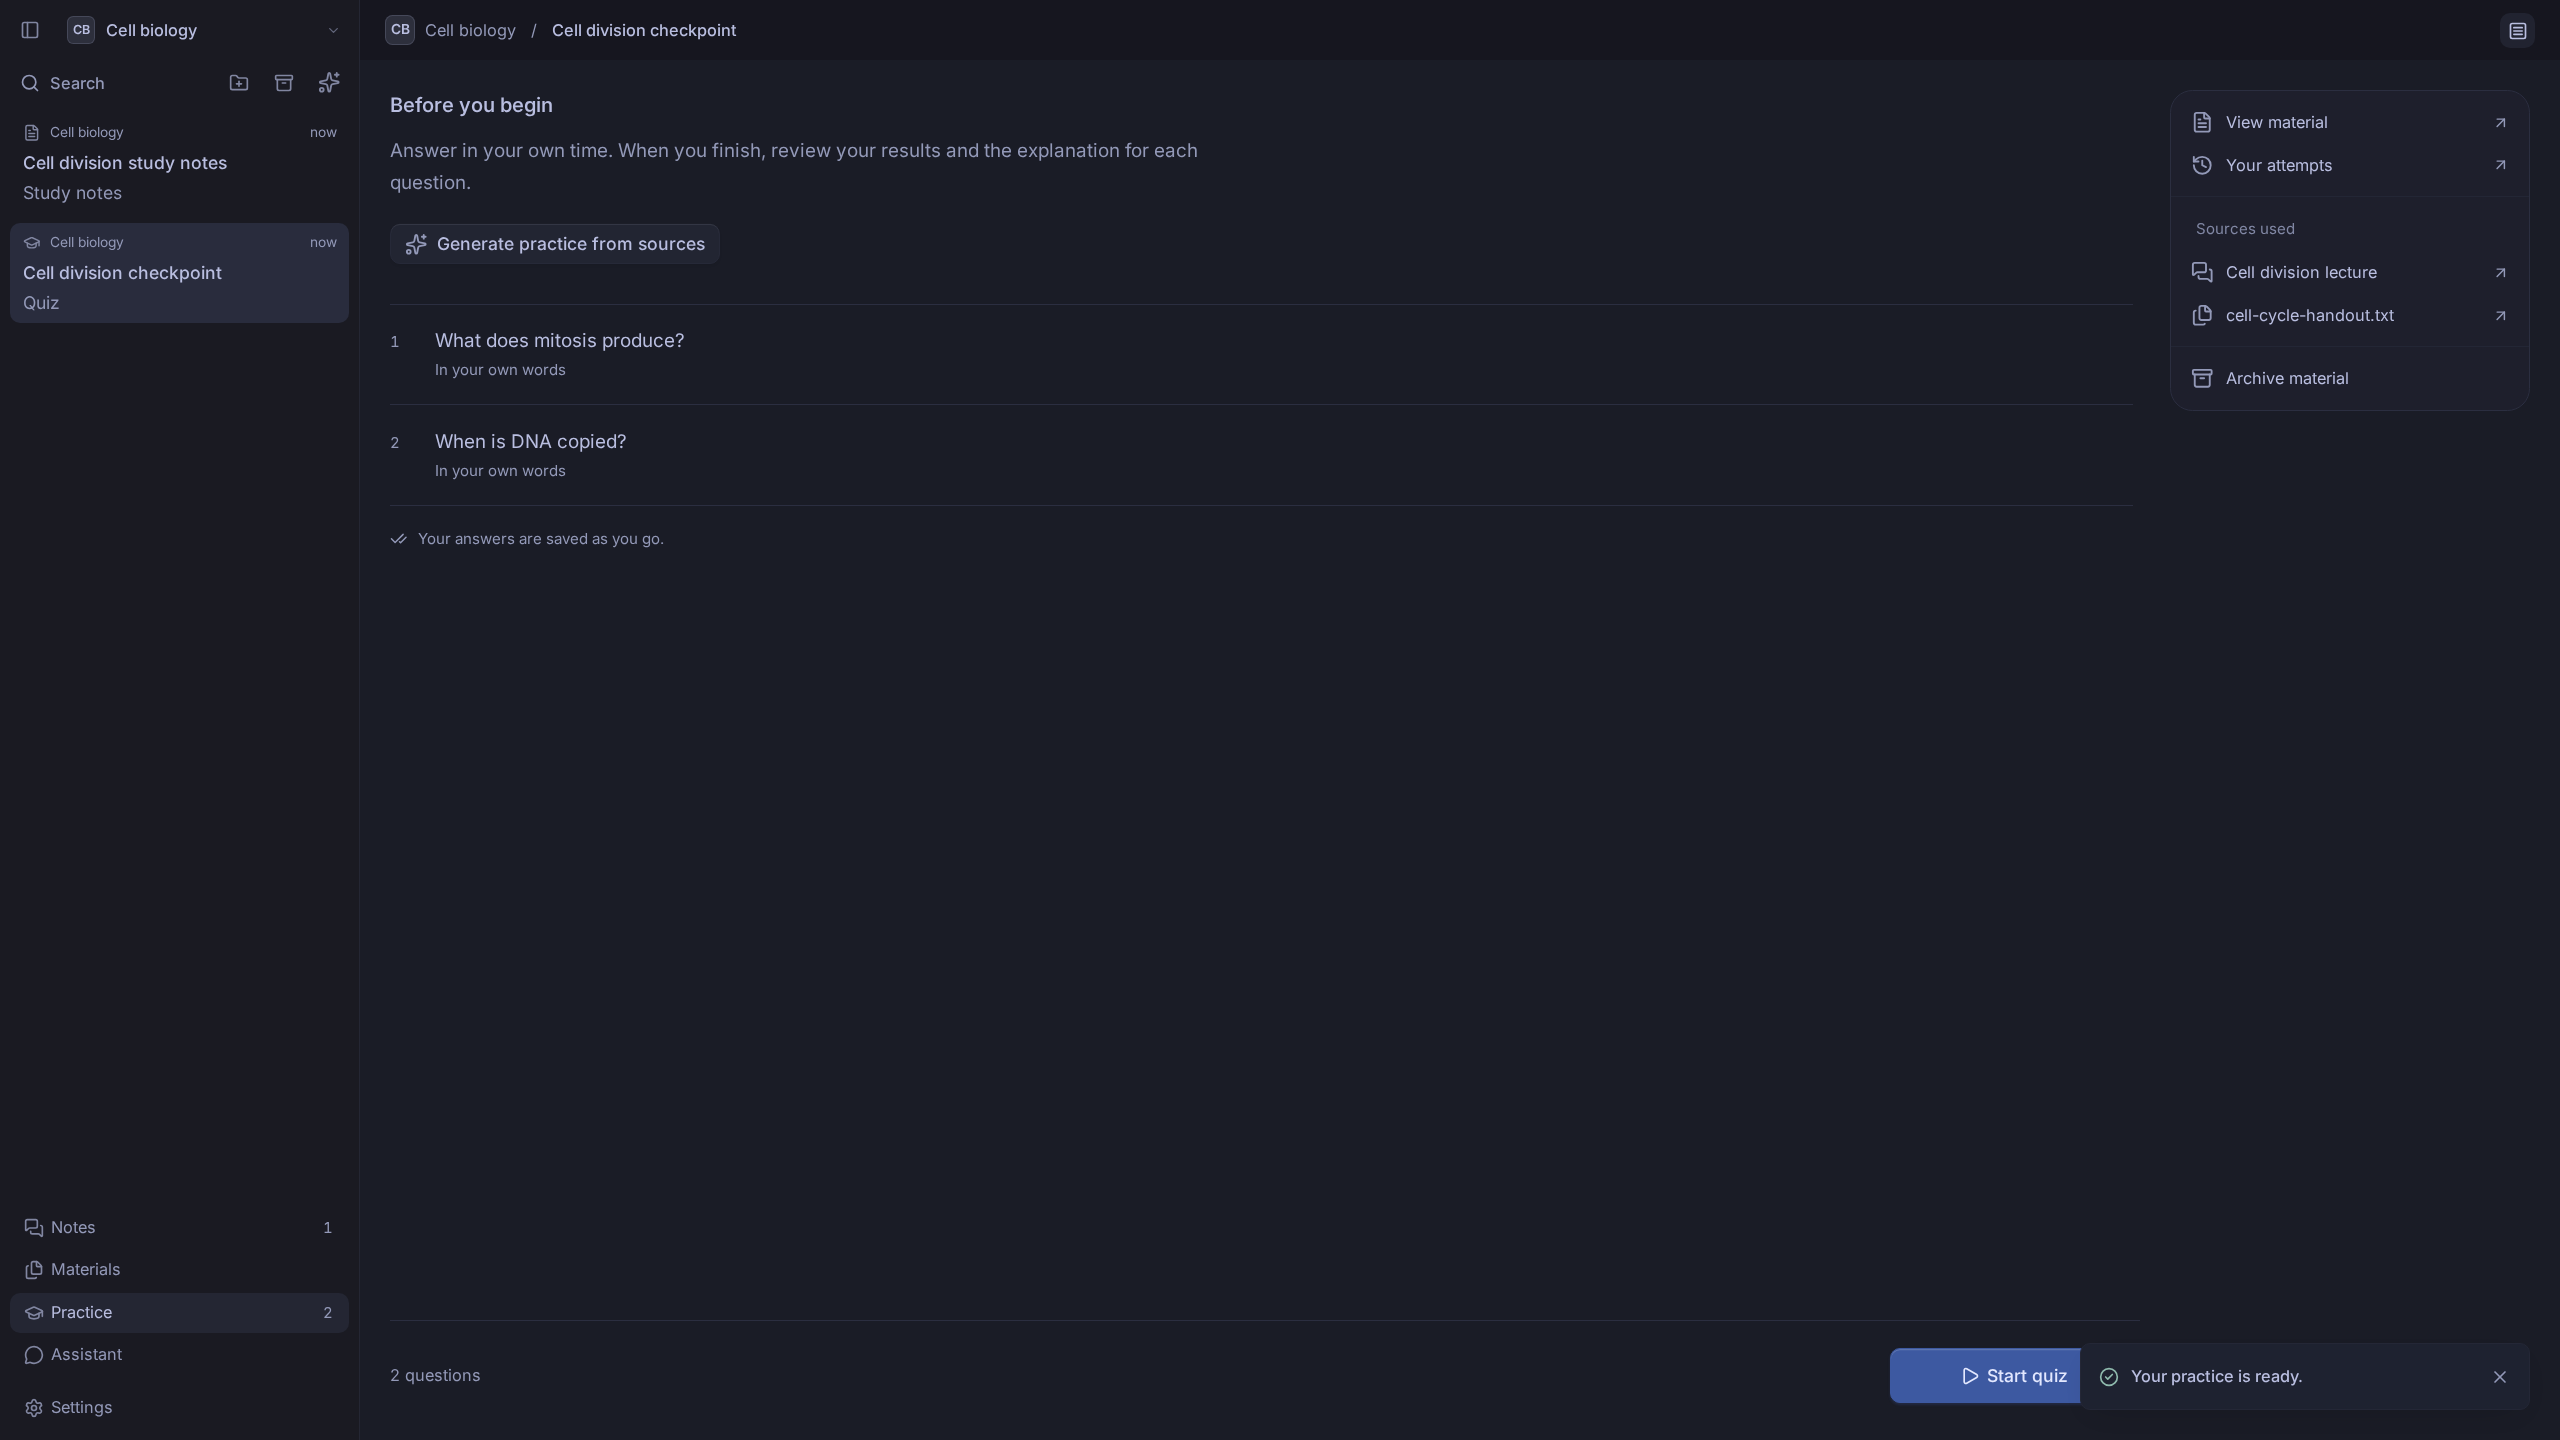 CB Cell biology
Search
Cell biology now
Cell division study notes
Study notes
Cell biology now
Cell division checkpoint
Quiz
Notes 1
Materials
Practice 2
Assistant
Settings
CB Cell biology / Cell division checkpoint
Before you begin
Answer in your own time. When you finish, review your results and the explanation for each
question.
Generate practice from sources
1 What does mitosis produce?
In your own words
2 When is DNA copied?
In your own words
Your answers are saved as you go.
2 questions
Start quiz
View material
Your attempts
Sources used
Cell division lecture
cell-cycle-handout.txt
Archive material
Your practice is ready.